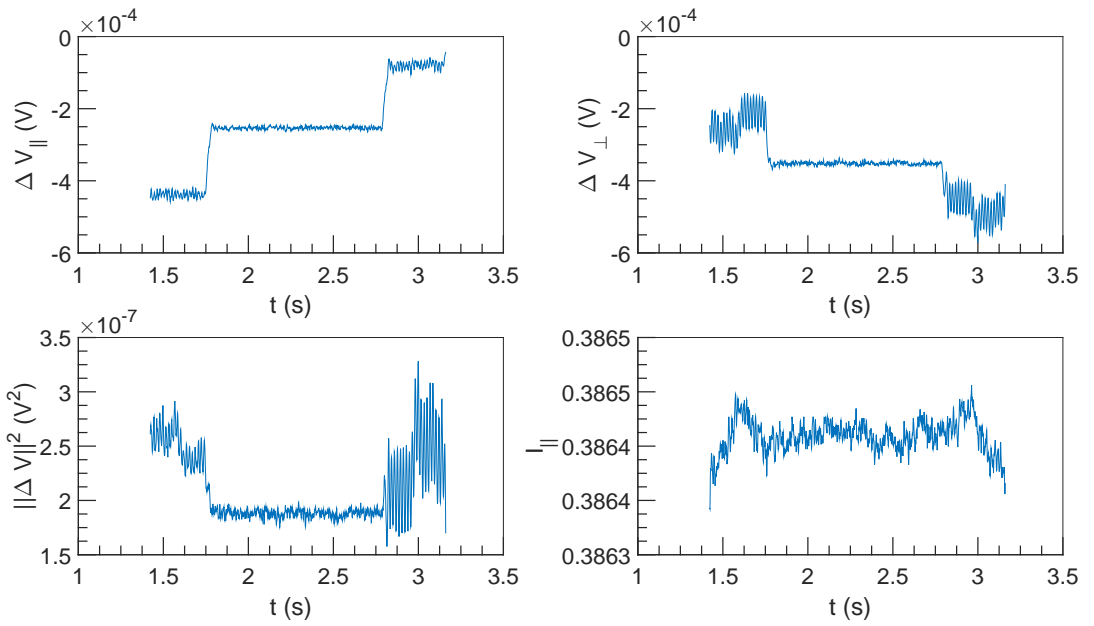 ×10⁻⁴
0
-2
-4
-6
Δ V∥ (V)
1 1.5 2 2.5 3 3.5
t (s)
×10⁻⁴
0
-2
-4
-6
Δ V⊥ (V)
1 1.5 2 2.5 3 3.5
t (s)
×10⁻⁷
3.5
3
2.5
2
1.5
||Δ V||² (V²)
1 1.5 2 2.5 3 3.5
t (s)
0.3865
0.3865
0.3864
0.3864
0.3863
I∥
1 1.5 2 2.5 3 3.5
t (s)